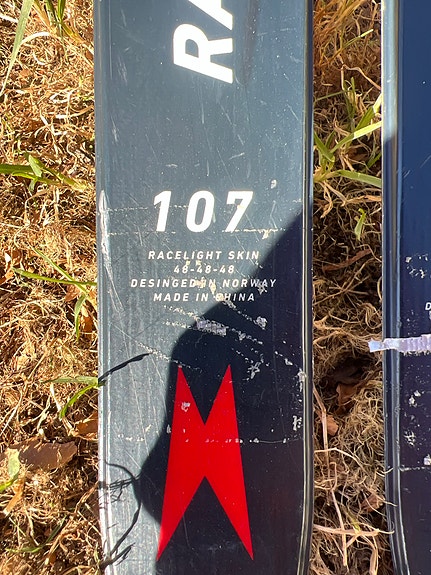 RA
107
RACELIGHT SKIN
48-48-48
DESINGED IN NORWAY
MADE IN CHINA
D